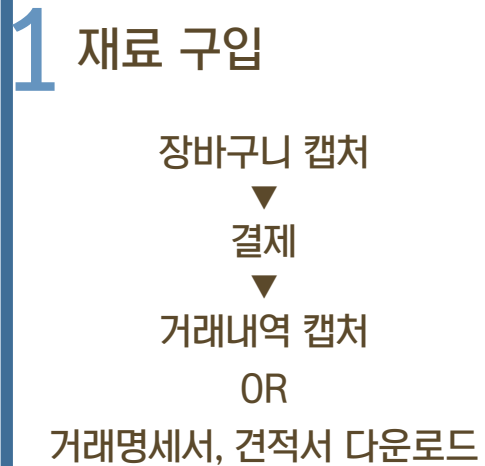 1 재료 구입
장바구니 캡처
▼
결제
▼
거래내역 캡처
OR
거래명세서, 견적서 다운로드